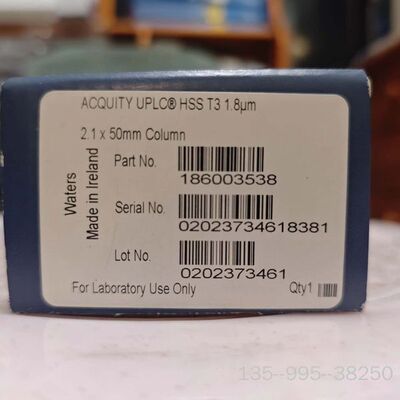 ACQUITY UPLC® HSS T3 1.8µm
2.1 x 50mm Column
Waters
Made in Ireland
Part No.
186003538
Serial No.
02023734618381
Lot No.
0202373461
For Laboratory Use Only
Qty1
135--995--38250